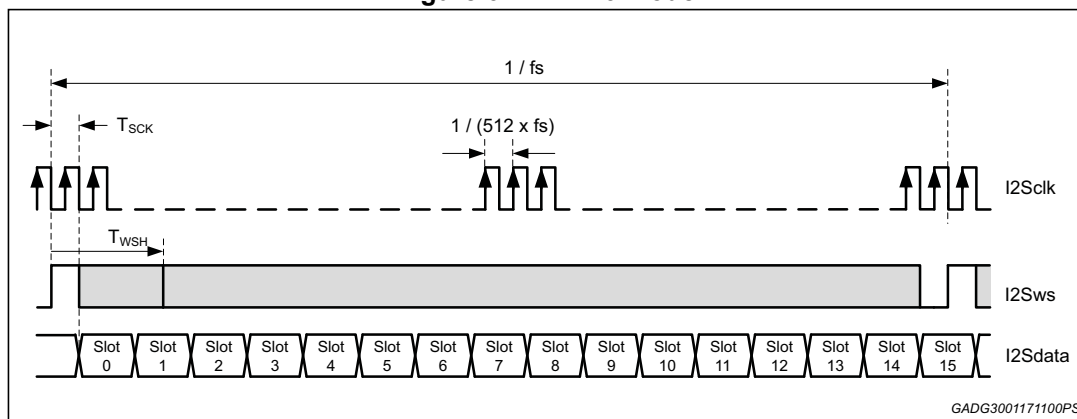 1 / fs
TSCK
1 / (512 x fs)
I2Sclk
TWSH
I2Sws
Slot 0 Slot 1 Slot 2 Slot 3 Slot 4 Slot 5 Slot 6 Slot 7 Slot 8 Slot 9 Slot 10 Slot 11 Slot 12 Slot 13 Slot 14 Slot 15
I2Sdata
GADG3001171100PS